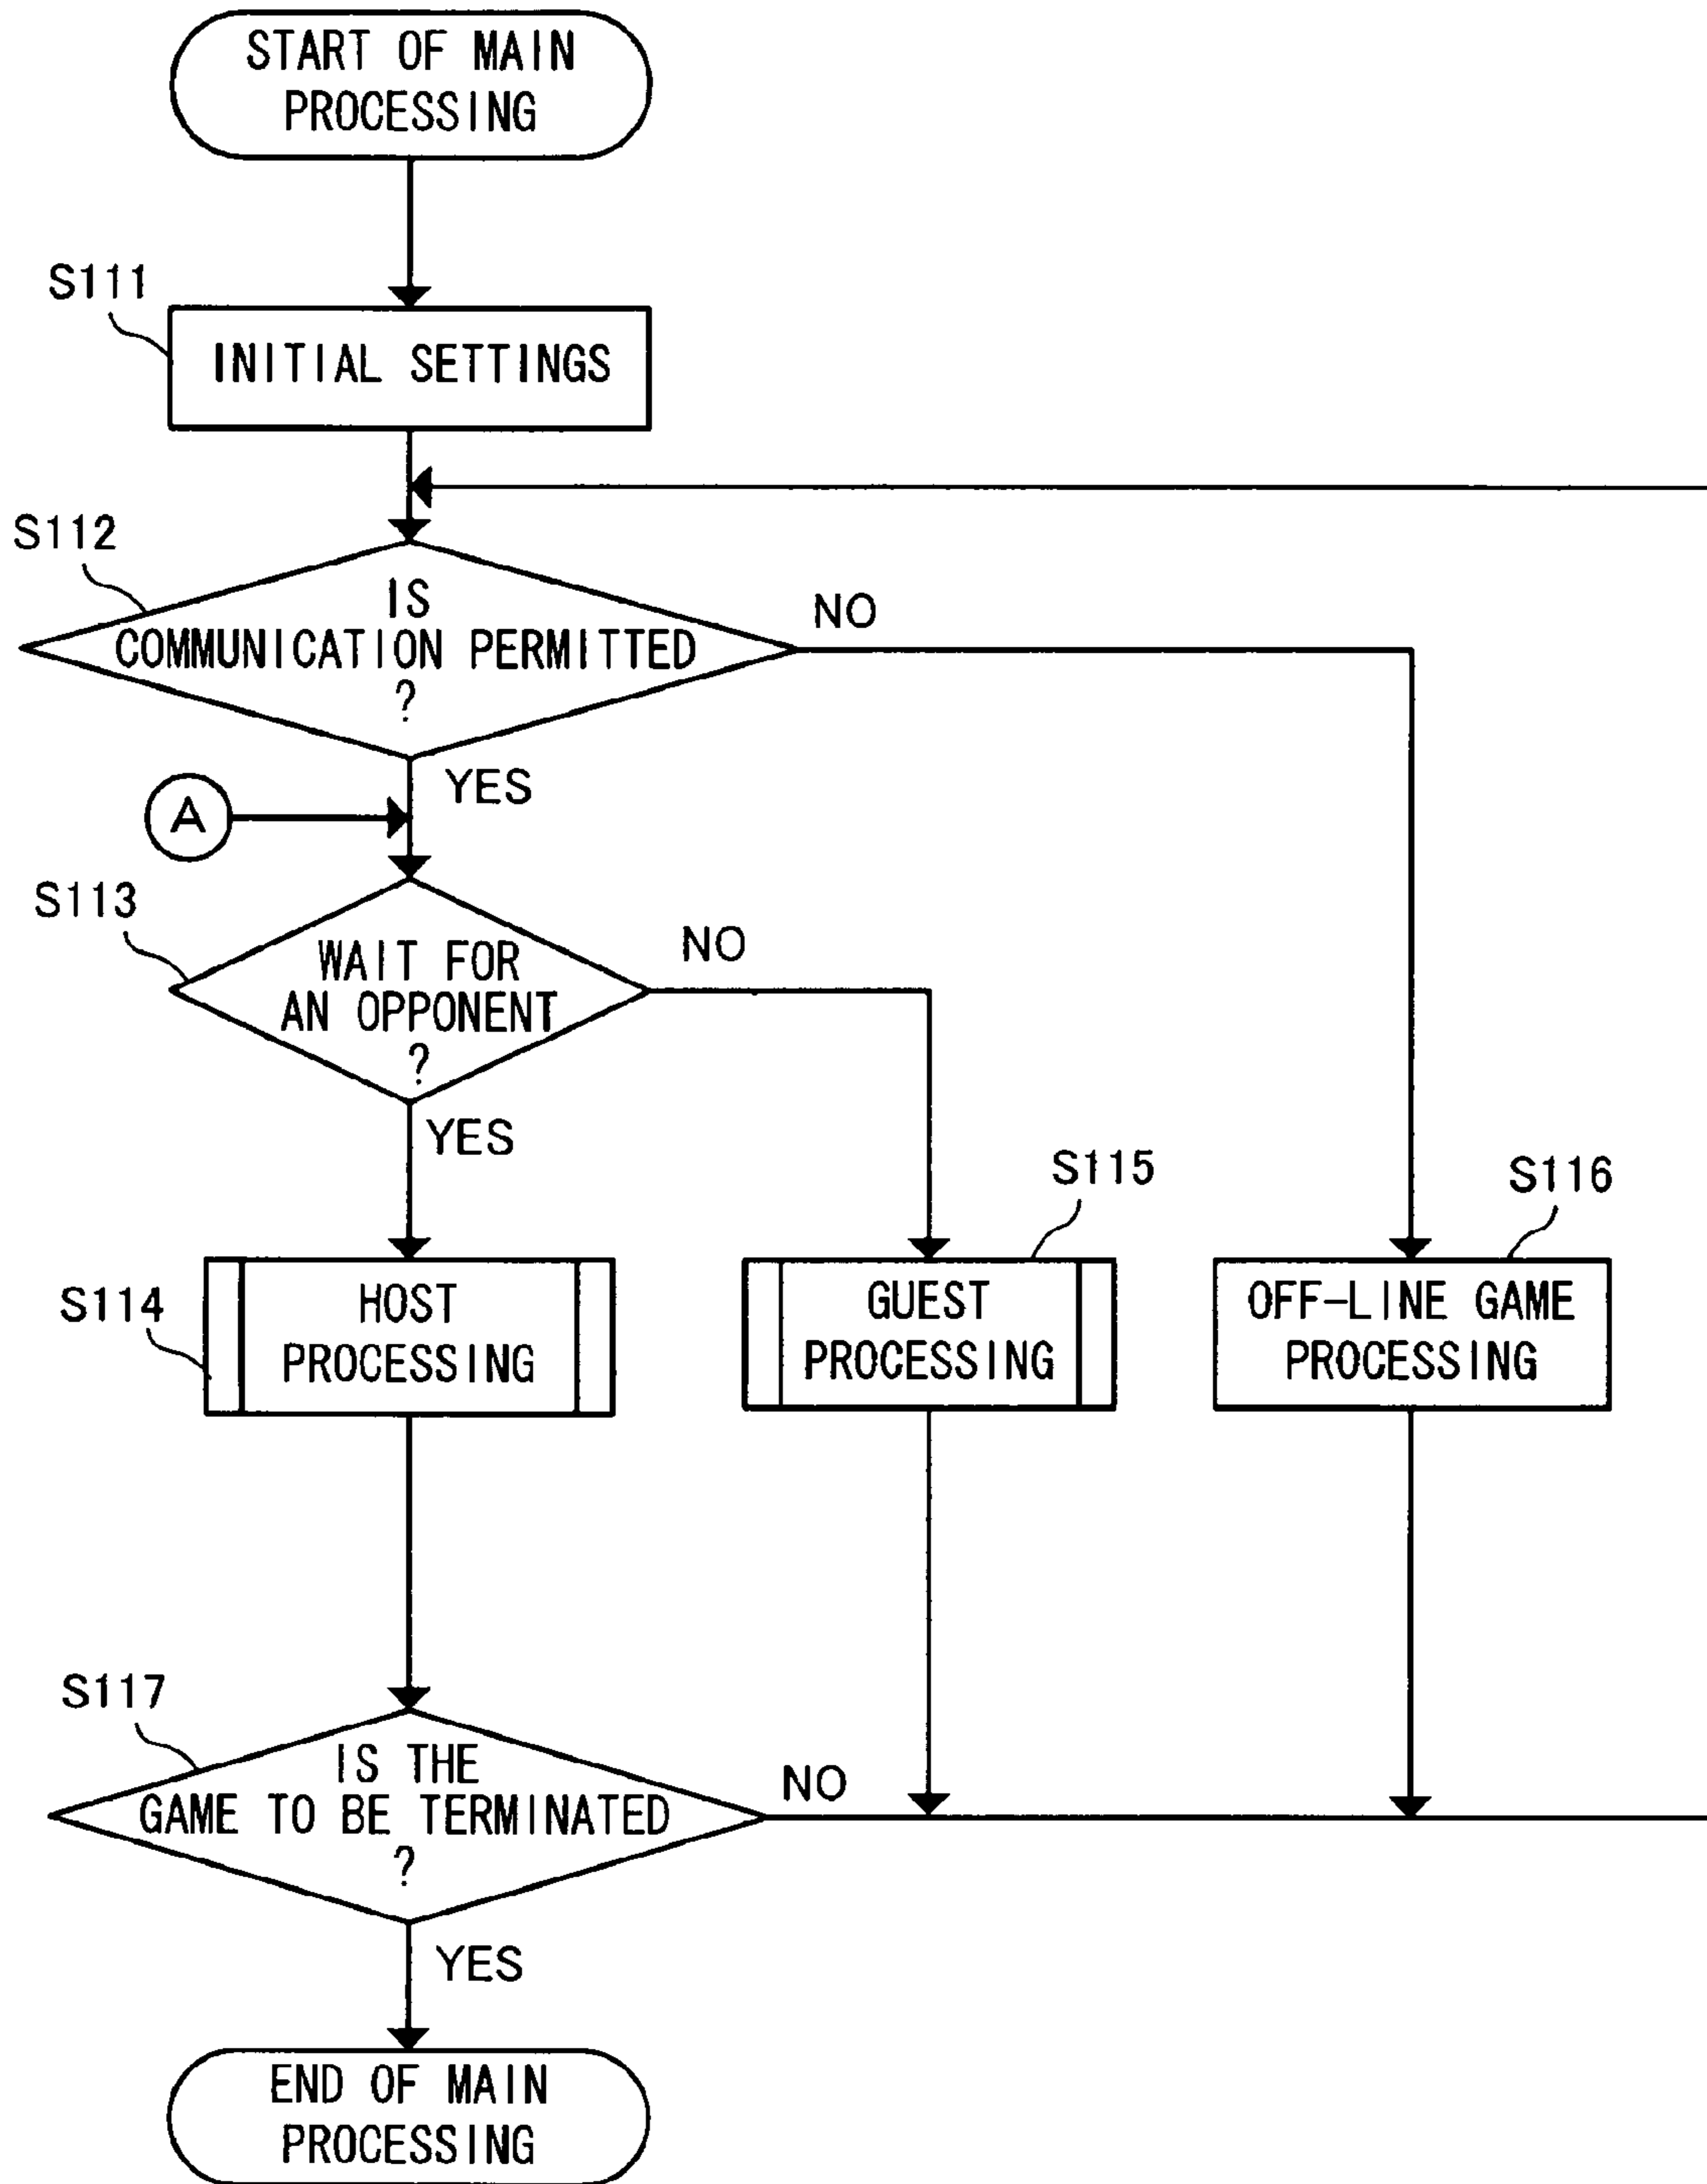 START OF MAIN
PROCESSING
S111
INITIAL SETTINGS
S112
IS
COMMUNICATION PERMITTED
?
NO
YES
A
S113
WAIT FOR
AN OPPONENT
?
NO
YES
S115
S116
S114
HOST
PROCESSING
GUEST
PROCESSING
OFF-LINE GAME
PROCESSING
S117
IS THE
GAME TO BE TERMINATED
?
NO
YES
END OF MAIN
PROCESSING